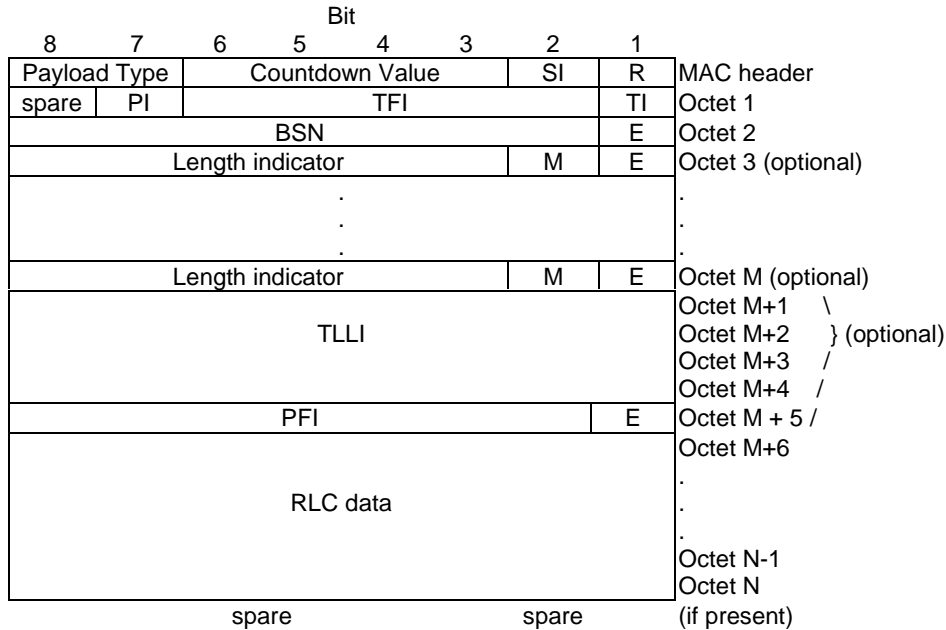 Bit
8 7 6 5 4 3 2 1
Payload Type Countdown Value SI R MAC header
spare PI TFI TI Octet 1
BSN E Octet 2
Length indicator M E Octet 3 (optional)
. .
. .
. .
Length indicator M E Octet M (optional)
Octet M+1 \
TLLI Octet M+2 } (optional)
Octet M+3 /
Octet M+4 /
PFI E Octet M + 5 /
Octet M+6
.
RLC data .
.
Octet N-1
Octet N
spare spare (if present)